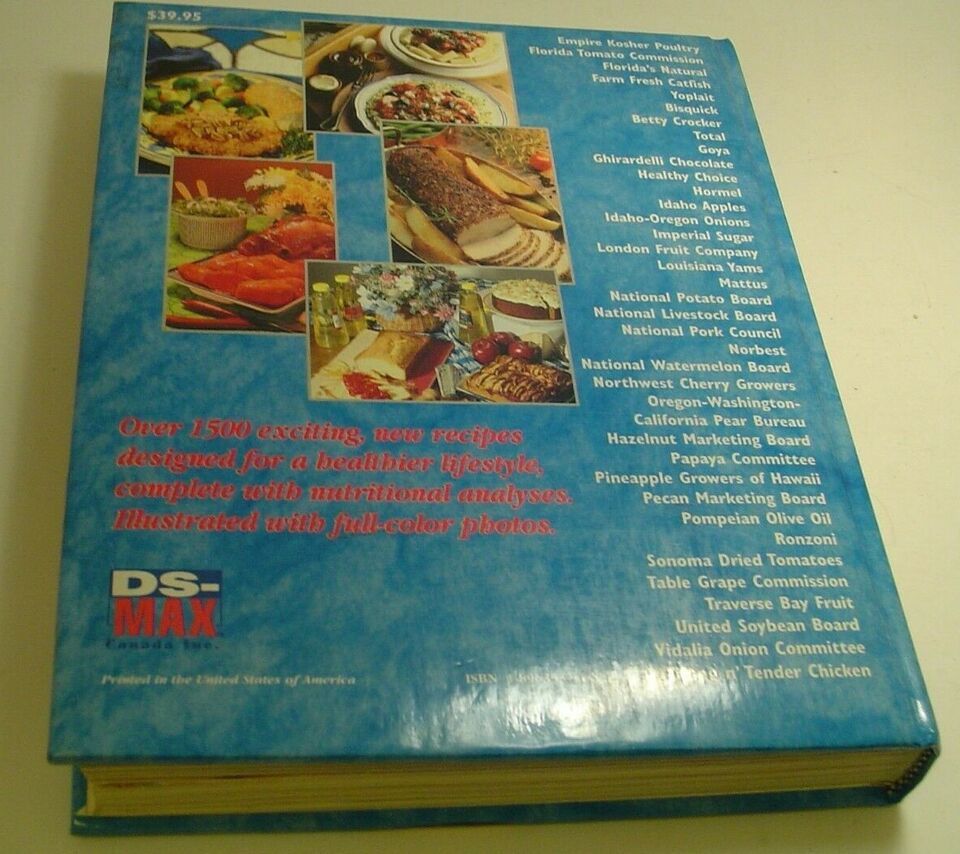 $39.95
Empire Kosher Poultry
Florida Tomato Commission
Florida's Natural
Farm Fresh Catfish
Yoplait
Bisquick
Betty Crocker
Total
Goya
Ghirardelli Chocolate
Healthy Choice
Hormel
Idaho Apples
Idaho-Oregon Onions
Imperial Sugar
London Fruit Company
Louisiana Yams
Mattus
National Potato Board
National Livestock Board
National Pork Council
Norbest
National Watermelon Board
Northwest Cherry Growers
Oregon-Washington-
California Pear Bureau
Hazelnut Marketing Board
Papaya Committee
Pineapple Growers of Hawaii
Pecan Marketing Board
Pompeian Olive Oil
Ronzoni
Sonoma Dried Tomatoes
Table Grape Commission
Traverse Bay Fruit
United Soybean Board
Vidalia Onion Committee
n' Tender Chicken
Over 1500 exciting, new recipes
designed for a healthier lifestyle,
complete with nutritional analyses.
Illustrated with full-color photos.
DS-
MAX
Canada Inc.
Printed in the United States of America
ISBN